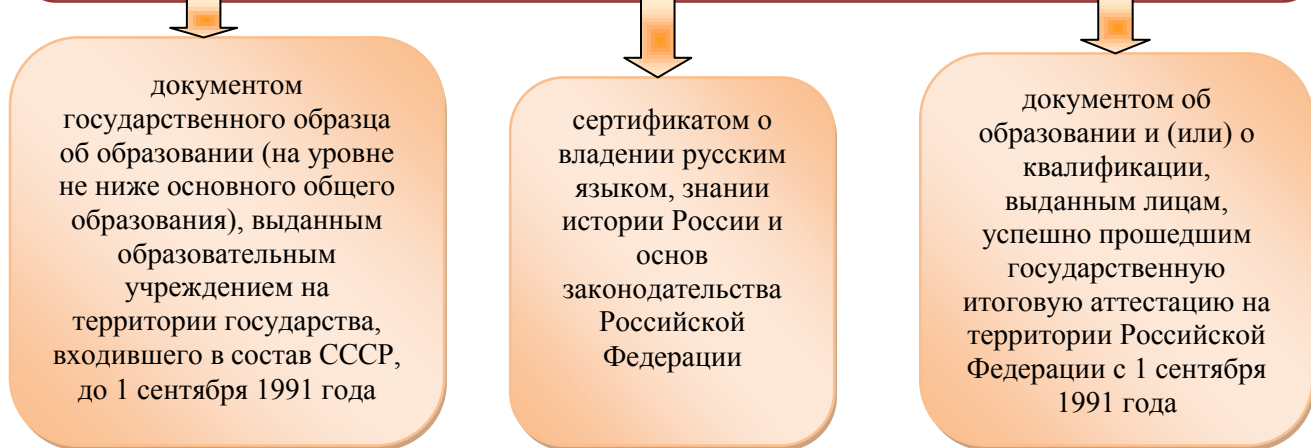 документом
государственного образца
об образовании (на уровне
не ниже основного общего
образования), выданным
образовательным
учреждением на
территории государства,
входившего в состав СССР,
до 1 сентября 1991 года
сертификатом о
владении русским
языком, знании
истории России и
основ
законодательства
Российской
Федерации
документом об
образовании и (или) о
квалификации,
выданным лицам,
успешно прошедшим
государственную
итоговую аттестацию на
территории Российской
Федерации с 1 сентября
1991 года